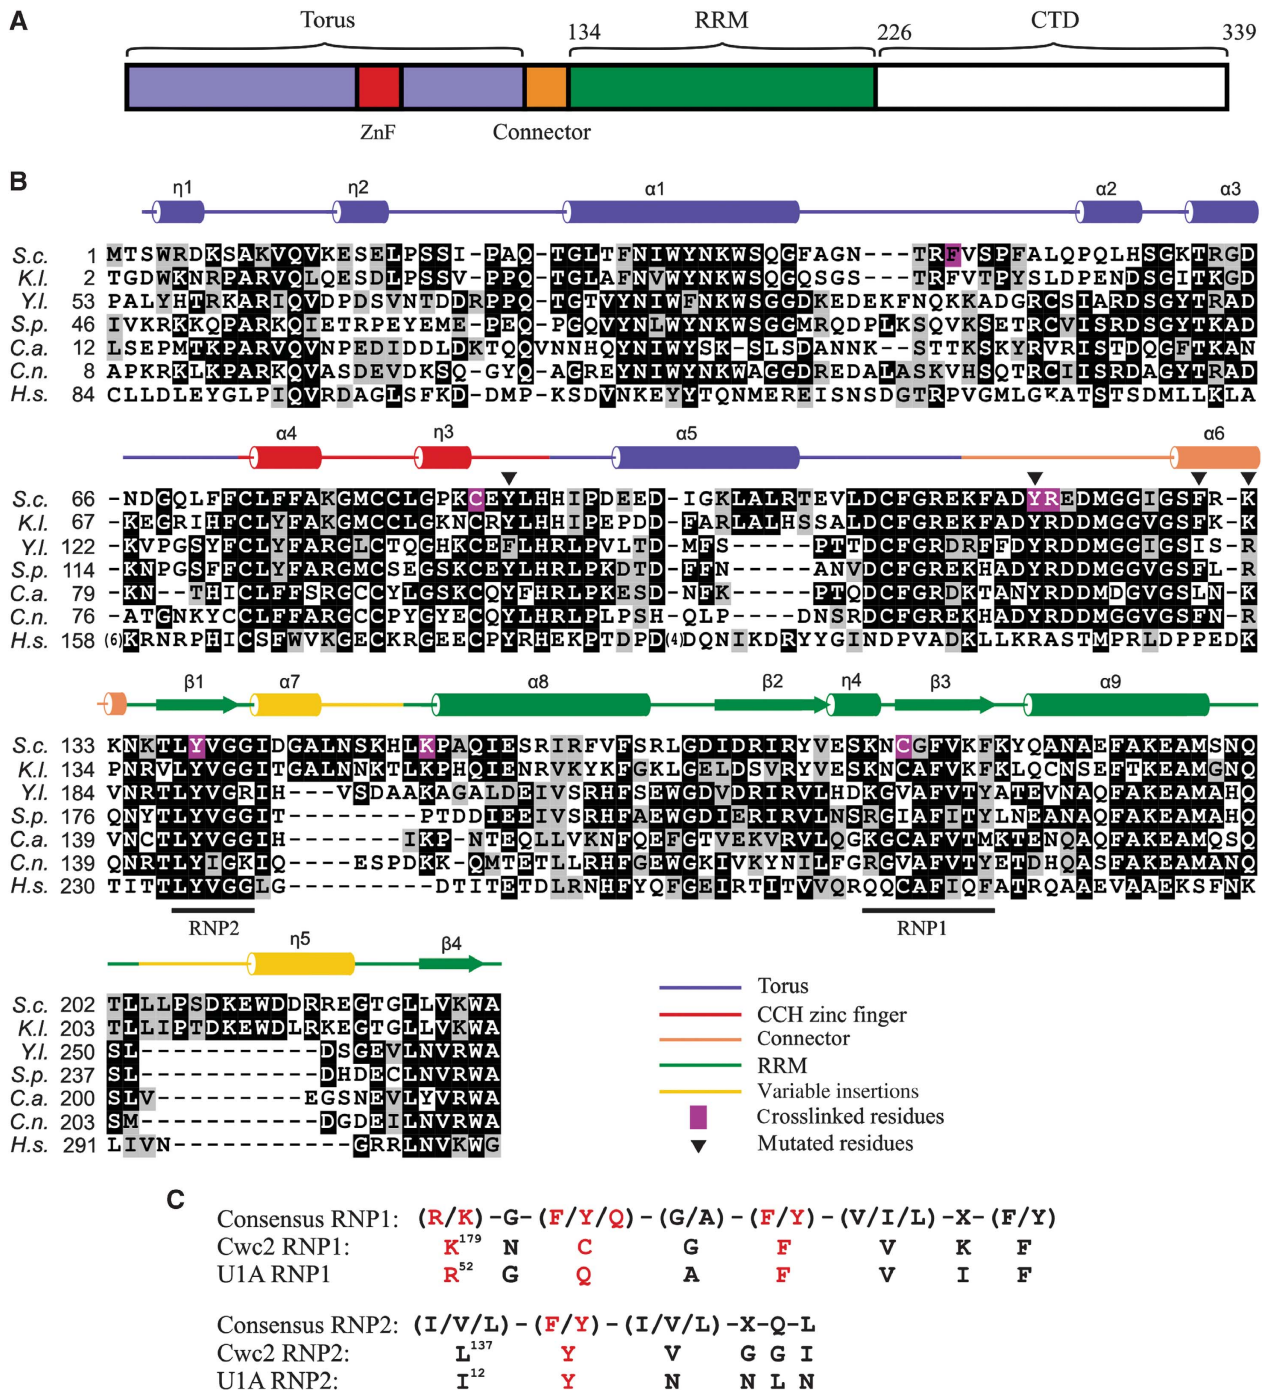 A
Torus
134
RRM
226
CTD
339
ZnF
Connector
B
η1 η2 α1 α2 α3
S.c. 1 MTSWRDKSAKVQVKESELPSSI-PAQ-TGLTFNIWYNKWSQGFAGN---TRFVSPFALQPQLHSGKTRGD
K.l. 2 TGDWKNRPARVQLQESDLPSSV-PPQ-TGLAFNVWYNKWSQGQSGS---TRFVTPYSLDPENDSGITKGD
Y.l. 53 PALYHTRKARIQVDPDSVNTDDRPPQ-TGTVYNIWFNKWSGGDKEDEKFNQKKADGRCSIARDSGYTRAD
S.p. 46 IVKRKKQPARKQIETRPEYEME-PEQ-PGQVYNLWYNKWSGGMRQDPLKSQVKSETRCVISRDSGYTKAD
C.a. 12 LSEPMTKPARVQVNPEDIDDLDKTQQVNNHQYNIWYSK-SLSDANNK--STTKSKYRVRISTDQGFTKAN
C.n. 8 APKRKLKPARKQVASDEVDKSQ-GYQ-AGREYNIWYNKWAGGDREDALASKVHSQTRCIISRDAGYTRAD
H.s. 84 CLLDLEYGLPIQVRDAGLSFKD-DMP-KSDVNKEYYTQNMEREISNSDGTRPVGMLGKATSTSDMLLKLA
α4 η3 α5 α6
S.c. 66 -NDGQLFFCLFFAKGMCCLGPKCEYLHHIPDEED-IGKLALRTEVLDCFGREKFADYREDMGGIGSFR-K
K.l. 67 -KEGRIHFCLYFAKGMCCLGKNCRYLHHIPEPDD-FARLALHSSALDCFGREKFADYRDDMGGVGSFK-K
Y.l. 122 -KVPGSYFCLYFARGLCTQGHKCEFLHRLPVLTD-MFS-----PTTDCFGRDRFFDYRDDMGGIGSIS-R
S.p. 114 -KNPGSFFCLYFARGMCSEGSKCEYLHRLPKDTD-FFN-----ANVDCFGREKHADYRDDMGGVGSFL-R
C.a. 79 -KN--THICLFFSRGCCYLGSKCQYFHRLPKESD-NFK-----PTQDCFGRDKTANYRDDMDGVGSLN-K
C.n. 76 -ATGNKYCCLFFARGCCPYGYECQYLHRLPLPSH-QLP-----DNSRDCFGREKHADYRDDMGGVGSFN-R
H.s. 158 (6)KRNRPHICSFWVKGECKRGEECPYRHEKPTDPD(4)DQNIKDRYYGINDPVADKLLKRASTMPRLDPPEDK
β1 α7 α8 β2 η4 β3 α9
S.c. 133 KNKTLYVGGIDGALNSKHLKPAQIESRIRFVFSRLGDIDRIRYVESKNCGFVKFKYQANAEFAKEAMSNQ
K.l. 134 PNRVLYVGGITGALNNKTLKPHQIENRVKYKFGKLGELDSVRYVESKNCAFVKFKLQCNSEFTKEAMGNQ
Y.l. 184 VNRTLYVGRIH---VSDAAKAGALDEIVSRHFSEWGDVDRIRVLHDKGVAFVTYATEVNAQFAKEAMAHQ
S.p. 176 QNYTLYVGGIT--------PTDDIEEIVSRHFAEWGDIERIRVLNSRGIAFITYLNEANAQFAKEAMAHQ
C.a. 139 VNCTLYVGGIH-------IKP-NTEQLLVKNFQEFGTVEKVRVLQGKGCAFVTMKTENQAQFAKEAMQSQ
C.n. 139 QNRTLYIGKIQ----ESPDKK-QMTETLLRHFGEWGKIVKYNILFGRGVAFVTYETDHQASFAKEAMANQ
H.s. 230 TITTLYVGGLG---------DTITETDLRNHFYQFGEIRTITVVQRQQCAFIQFATRQAAEVAAEKSFNK
RNP2 RNP1
η5 β4
S.c. 202 TLLLPSDKEWDDRREGTGLLVKWA
K.l. 203 TLLIPTDKEWDLRKEGTGLLVKWA
Y.l. 250 SL-----------DSGEVLNVRWA
S.p. 237 SL-----------DHDECLNVRWA
C.a. 200 SLV---------EGSNEVLYVRWA
C.n. 203 SM-----------DGDEILNVRWA
H.s. 291 LIVN-----------GRRLNVKWG
Torus
CCH zinc finger
Connector
RRM
Variable insertions
Crosslinked residues
Mutated residues
C
Consensus RNP1: (R/K)-G-(F/Y/Q)-(G/A)-(F/Y)-(V/I/L)-X-(F/Y)
Cwc2 RNP1: K179 N C G F V K F
U1A RNP1 R52 G Q A F V I F
Consensus RNP2: (I/V/L)-(F/Y)-(I/V/L)-X-Q-L
Cwc2 RNP2: L137 Y V G G I
U1A RNP2: I12 Y N N L N